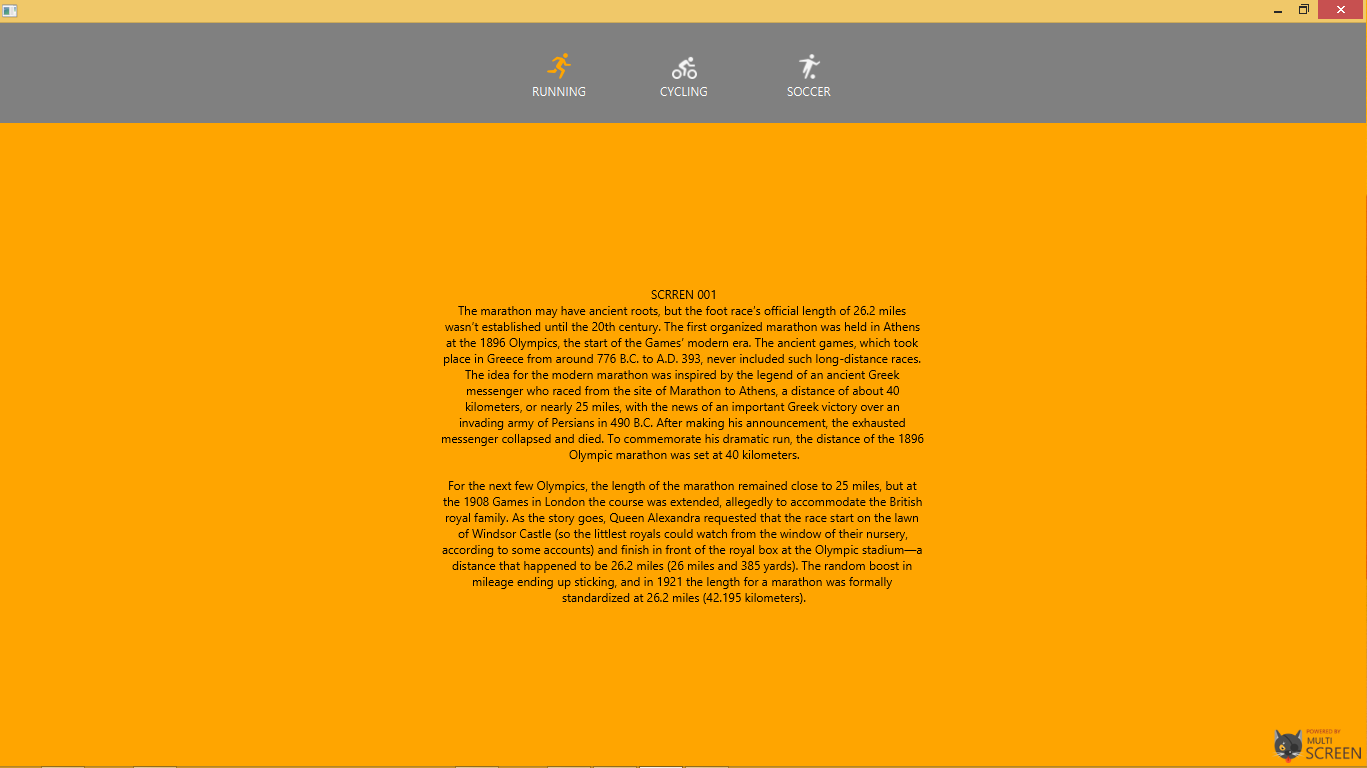 RUNNING
CYCLING
SOCCER
SCRREN 001
The marathon may have ancient roots, but the foot race's official length of 26.2 miles
wasn't established until the 20th century. The first organized marathon was held in Athens
at the 1896 Olympics, the start of the Games' modern era. The ancient games, which took
place in Greece from around 776 B.C. to A.D. 393, never included such long-distance races.
The idea for the modern marathon was inspired by the legend of an ancient Greek
messenger who raced from the site of Marathon to Athens, a distance of about 40
kilometers, or nearly 25 miles, with the news of an important Greek victory over an
invading army of Persians in 490 B.C. After making his announcement, the exhausted
messenger collapsed and died. To commemorate his dramatic run, the distance of the 1896
Olympic marathon was set at 40 kilometers.
For the next few Olympics, the length of the marathon remained close to 25 miles, but at
the 1908 Games in London the course was extended, allegedly to accommodate the British
royal family. As the story goes, Queen Alexandra requested that the race start on the lawn
of Windsor Castle (so the littlest royals could watch from the window of their nursery,
according to some accounts) and finish in front of the royal box at the Olympic stadium—a
distance that happened to be 26.2 miles (26 miles and 385 yards). The random boost in
mileage ending up sticking, and in 1921 the length for a marathon was formally
standardized at 26.2 miles (42.195 kilometers).
POWERED BY
MULTI
SCREEN